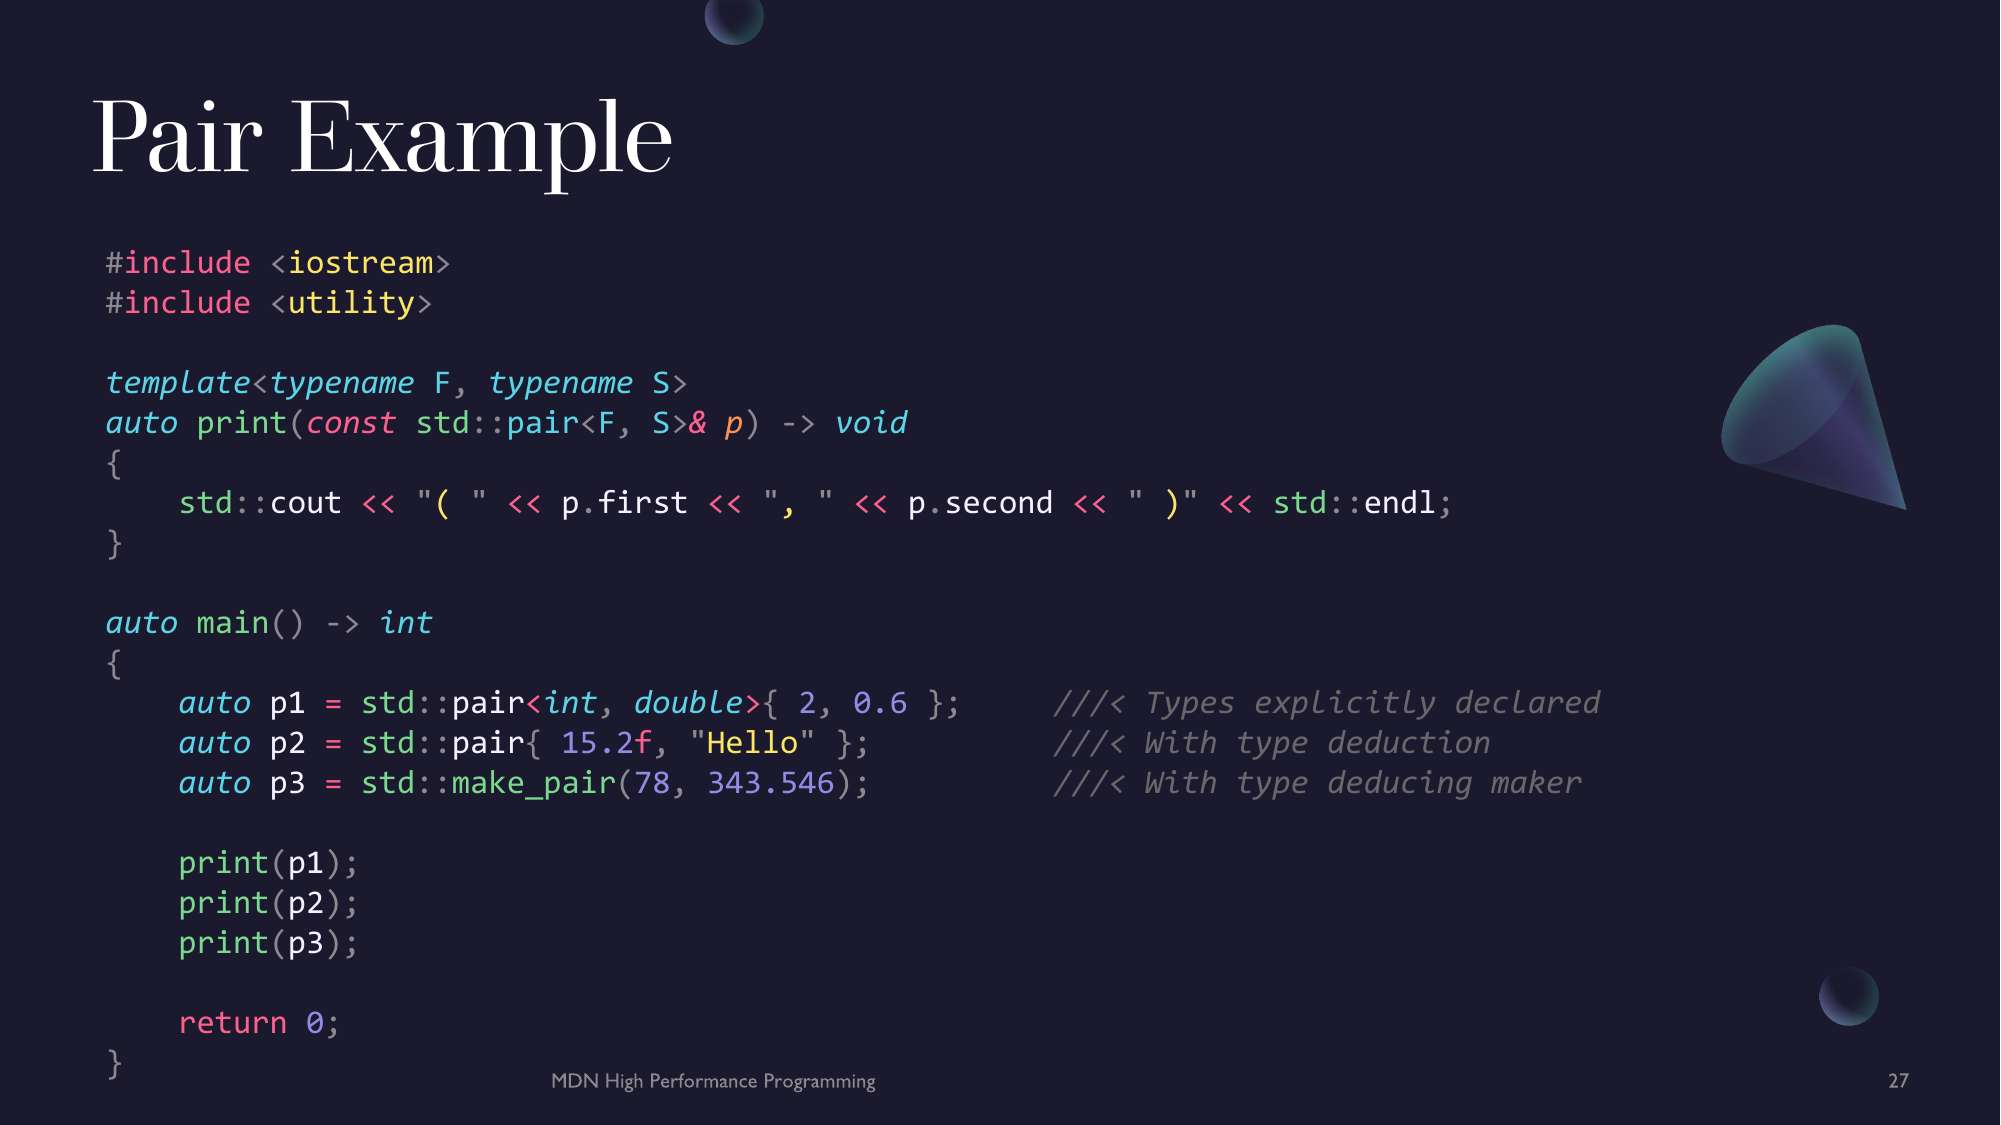 Pair Example
#include <iostream>
#include <utility>
template<typename F, typename S>
auto print(const std::pair<F, S>& p) -> void
{
    std::cout << "( " << p.first << ", " << p.second << " )" << std::endl;
}
auto main() -> int
{
    auto p1 = std::pair<int, double>{ 2, 0.6 };     ///< Types explicitly declared
    auto p2 = std::pair{ 15.2f, "Hello" };          ///< With type deduction
    auto p3 = std::make_pair(78, 343.546);          ///< With type deducing maker
    print(p1);
    print(p2);
    print(p3);
    return 0;
}
MDN High Performance Programming
27